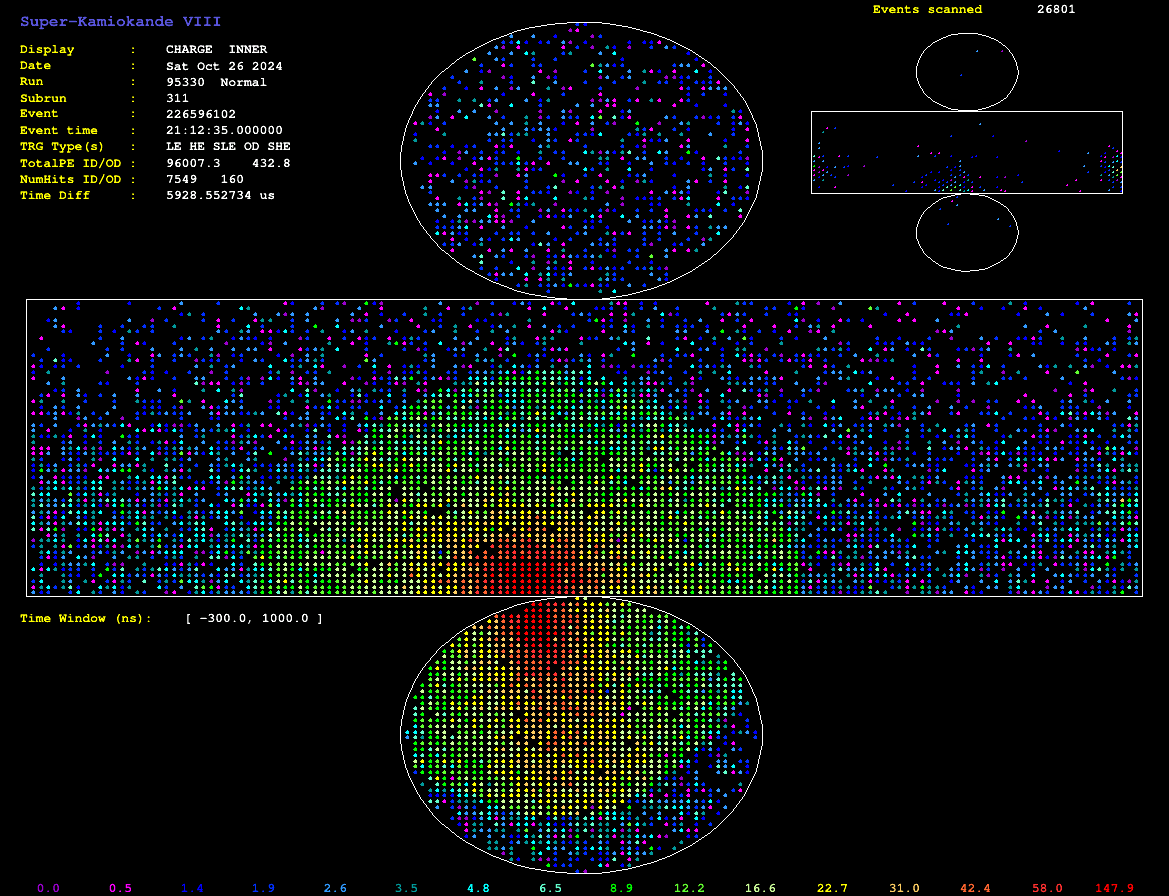 Super-Kamiokande VIII
Events scanned 26801
Display : CHARGE INNER
Date : Sat Oct 26 2024
Run : 95330 Normal
Subrun : 311
Event : 226596102
Event time : 21:12:35.000000
TRG Type(s) : LE HE SLE OD SHE
TotalPE ID/OD : 96007.3 432.8
NumHits ID/OD : 7549 160
Time Diff : 5928.552734 us
Time Window (ns): [ -300.0, 1000.0 ]
0.0 0.5 1.4 1.9 2.6 3.5 4.8 6.5 8.9 12.2 16.6 22.7 31.0 42.4 58.0 147.9